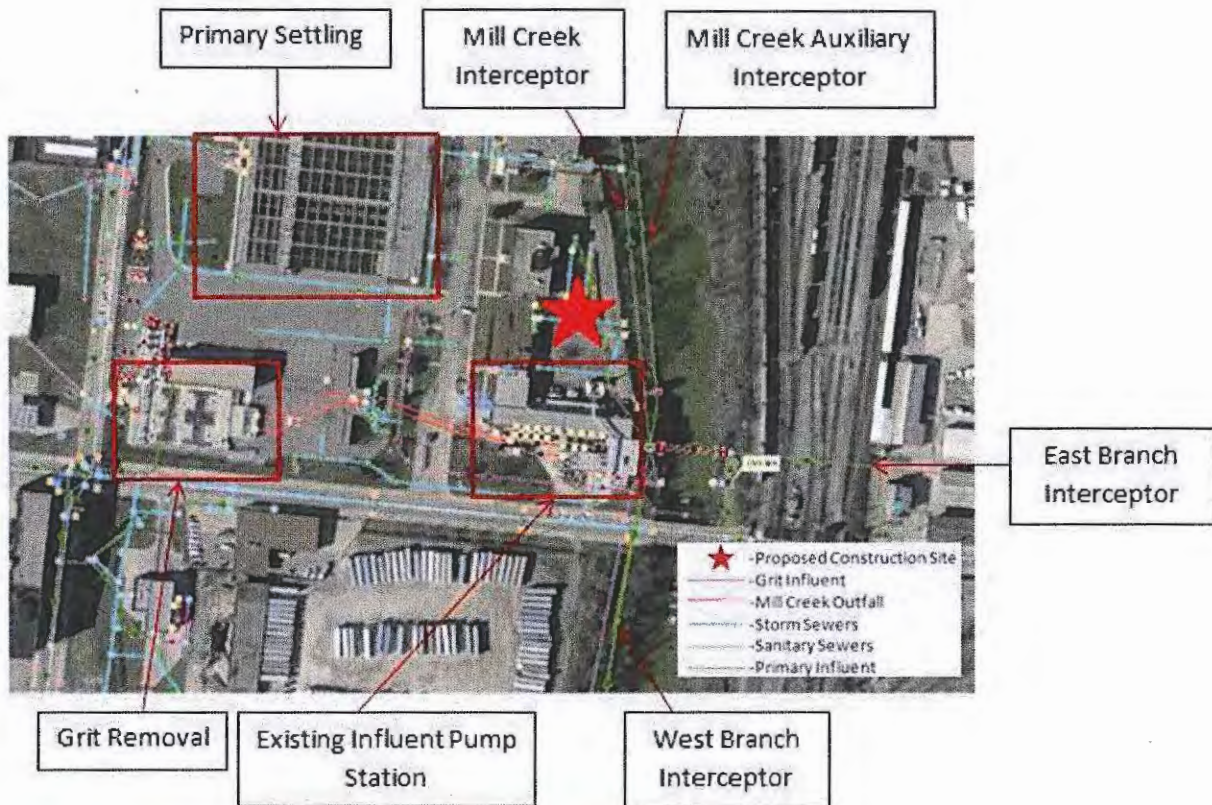 Primary Settling
Mill Creek
Interceptor
Mill Creek Auxiliary
Interceptor
East Branch
Interceptor
-Proposed Construction Site
-Grit Influent
-Mill Creek Outfall
-Storm Sewers
-Sanitary Sewers
-Primary Influent
Grit Removal
Existing Influent Pump
Station
West Branch
Interceptor